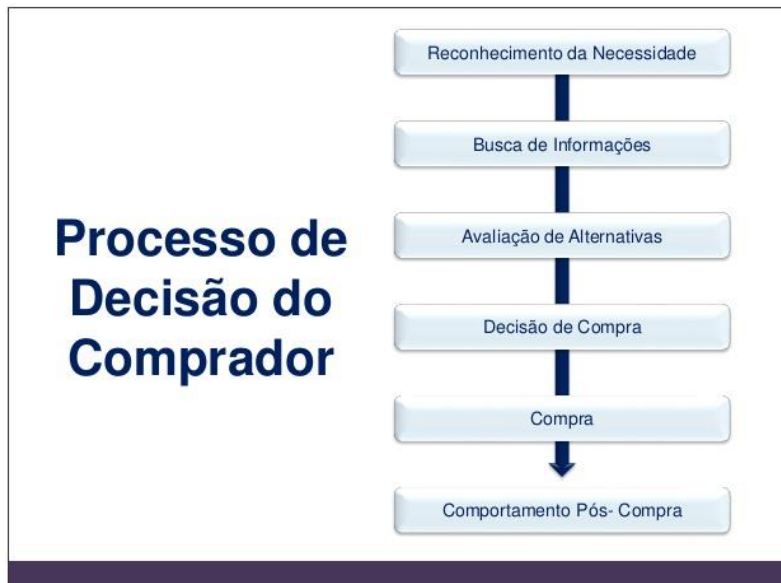 Processo de
Decisão do
Comprador
Reconhecimento da Necessidade
Busca de Informações
Avaliação de Alternativas
Decisão de Compra
Compra
Comportamento Pós- Compra